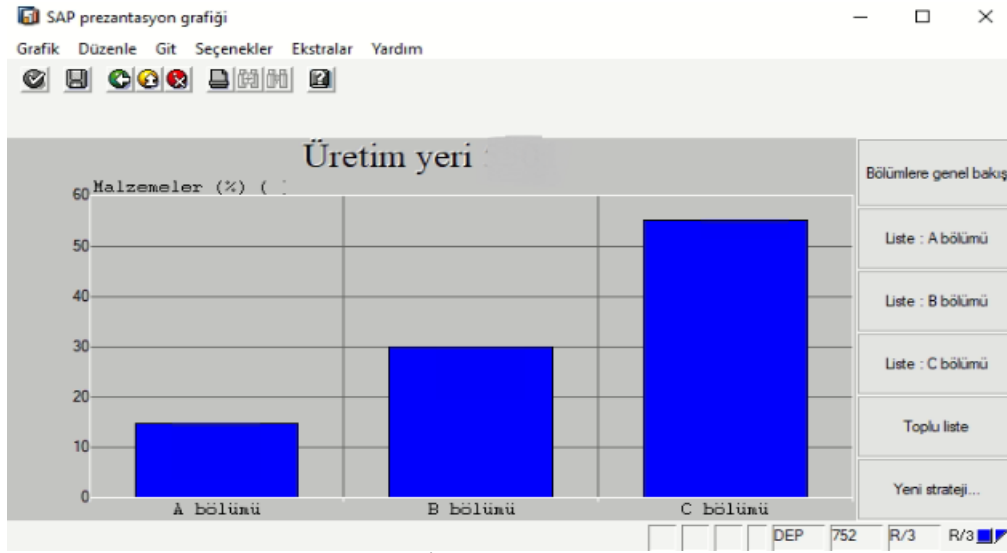 SAP prezantasyon grafiği
Grafik Düzenle Git Seçenekler Ekstralar Yardım
Üretim yeri
Malzemeler (%) (
60
50
40
30
20
10
0
A bölümü B bölümü C bölümü
Bölümlere genel bakış
Liste : A bölümü
Liste : B bölümü
Liste : C bölümü
Toplu liste
Yeni strateji...
DEP 752 R/3 R/3